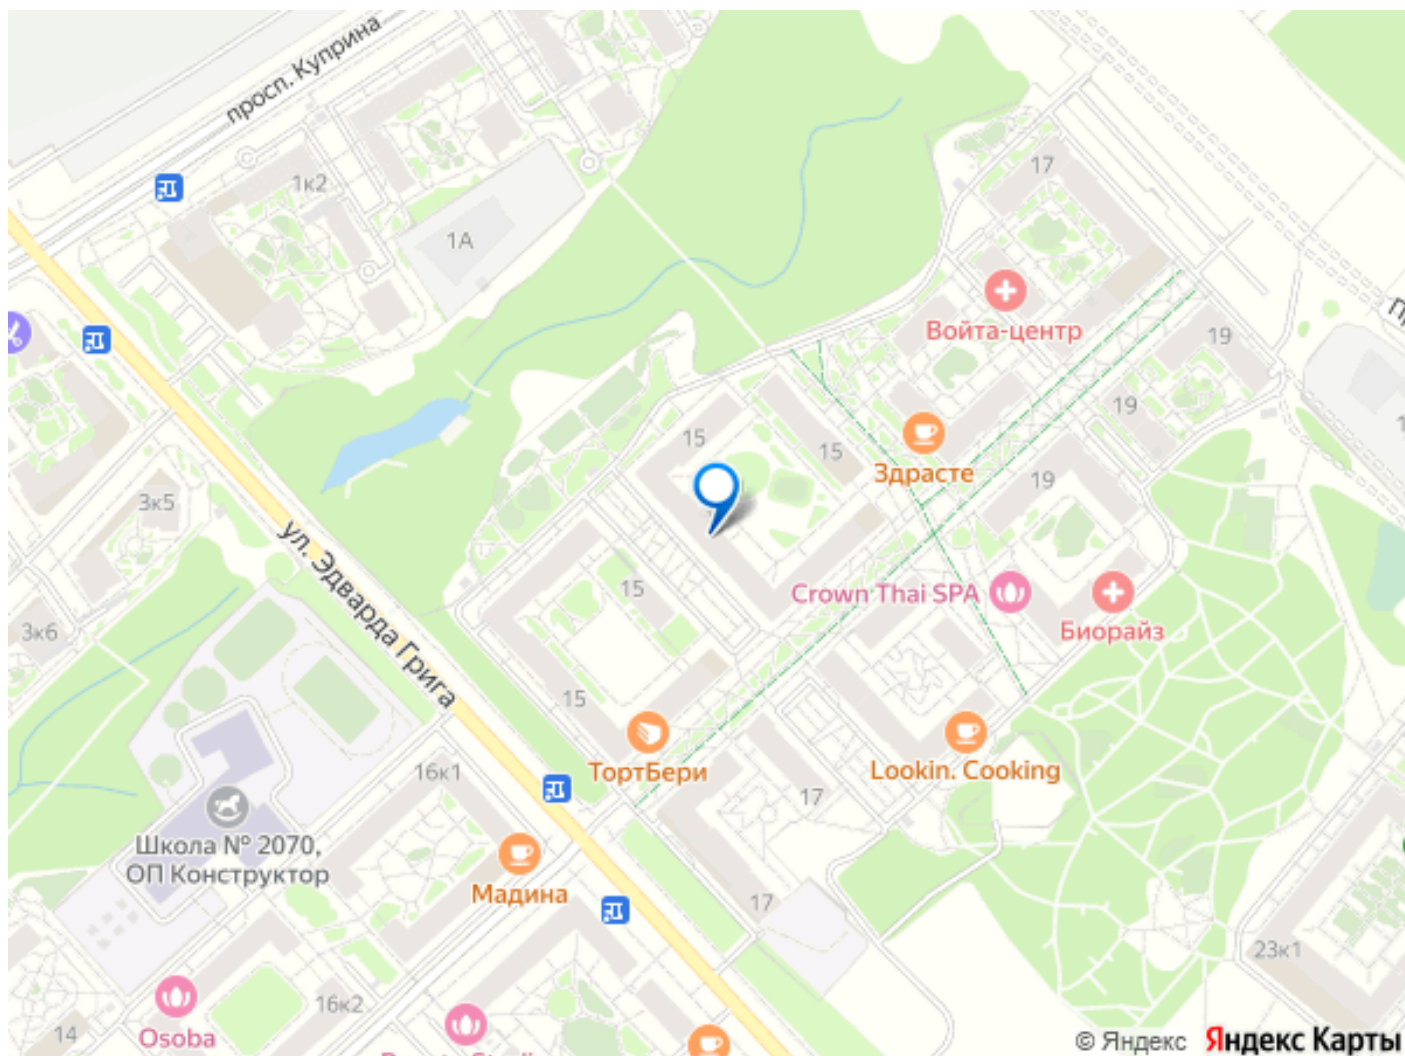 просп. Куприна
1к2
1А
17
Войта-центр
19
19
15
15
Здрасте
19
3к5
ул. Эдварда Грига
15
Crown Thai SPA
Биорайз
3к6
15
ТортБери
Lookin. Cooking
16к1
17
Школа № 2070,
ОП Конструктор
Мадина
17
23к1
16к2
14
Osoba
© Яндекс Яндекс Карты